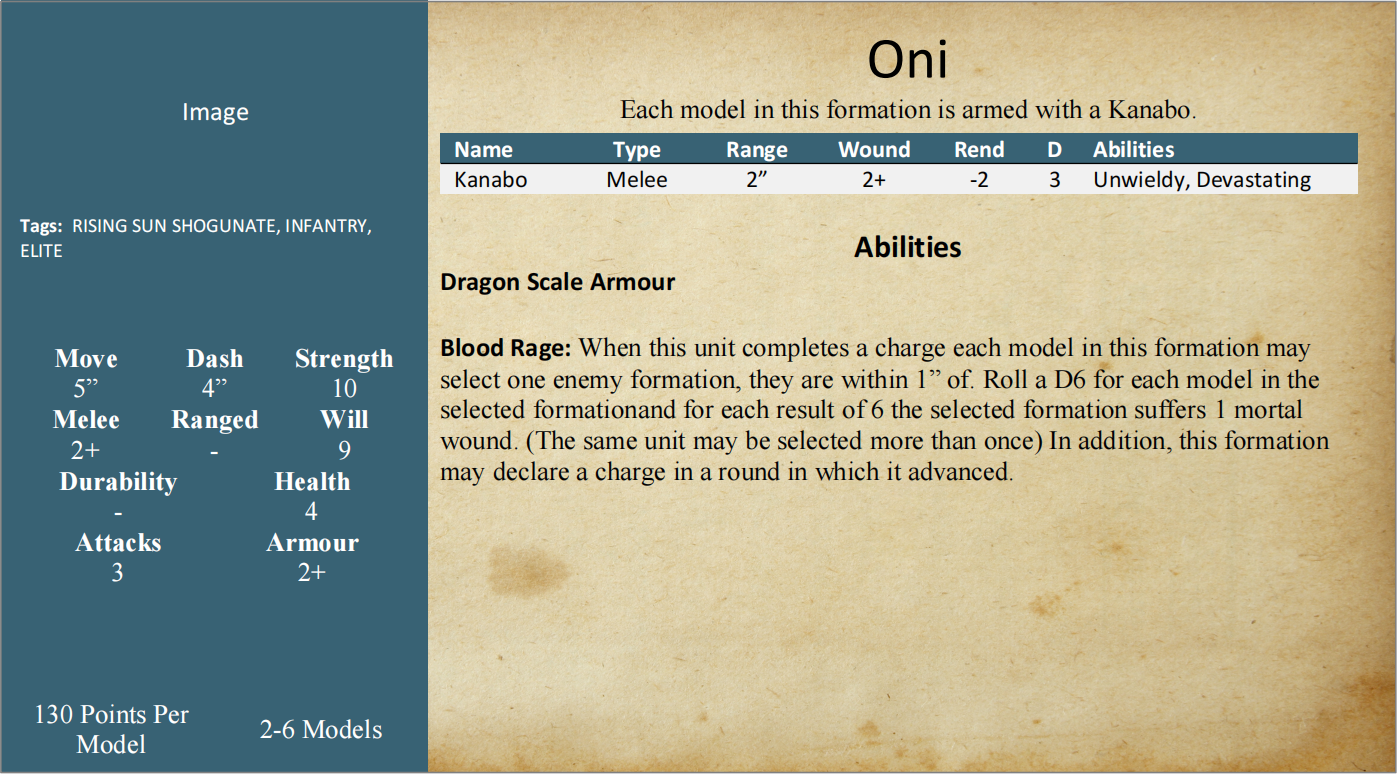 Image
Tags: RISING SUN SHOGUNATE, INFANTRY,
ELITE
Move Dash Strength
5” 4” 10
Melee Ranged Will
2+ - 9
Durability Health
- 4
Attacks Armour
3 2+
130 Points Per
Model
2-6 Models
Oni
Each model in this formation is armed with a Kanabo.
Name Type Range Wound Rend D Abilities
Kanabo Melee 2” 2+ -2 3 Unwieldy, Devastating
Abilities
Dragon Scale Armour
Blood Rage: When this unit completes a charge each model in this formation may
select one enemy formation, they are within 1” of. Roll a D6 for each model in the
selected formationand for each result of 6 the selected formation suffers 1 mortal
wound. (The same unit may be selected more than once) In addition, this formation
may declare a charge in a round in which it advanced.